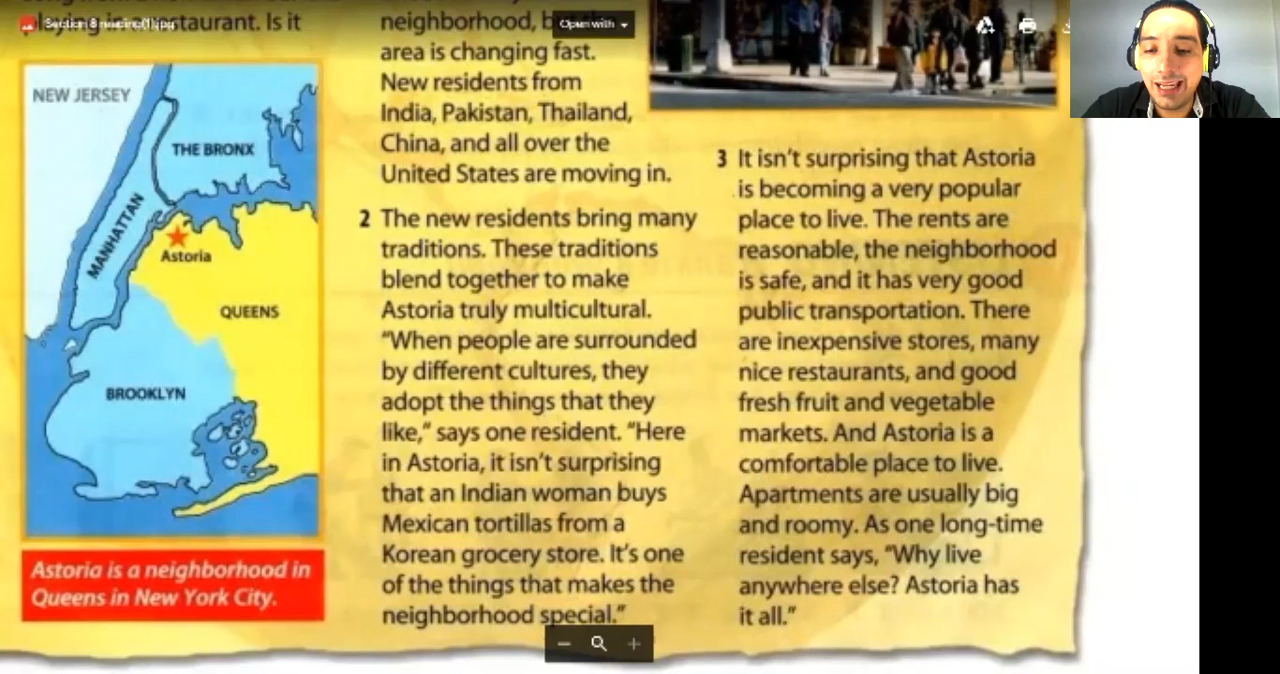 playing restaurant. Is it
Open with
NEW JERSEY
THE BRONX
MANHATTAN
Astoria
QUEENS
BROOKLYN
Astoria is a neighborhood in
Queens in New York City.
neighborhood,
area is changing fast.
New residents from
India, Pakistan, Thailand,
China, and all over the
United States are moving in.
2 The new residents bring many
traditions. These traditions
blend together to make
Astoria truly multicultural.
“When people are surrounded
by different cultures, they
adopt the things that they
like,” says one resident. “Here
in Astoria, it isn’t surprising
that an Indian woman buys
Mexican tortillas from a
Korean grocery store. It’s one
of the things that makes the
neighborhood special.”
3 It isn’t surprising that Astoria
is becoming a very popular
place to live. The rents are
reasonable, the neighborhood
is safe, and it has very good
public transportation. There
are inexpensive stores, many
nice restaurants, and good
fresh fruit and vegetable
markets. And Astoria is a
comfortable place to live.
Apartments are usually big
and roomy. As one long-time
resident says, “Why live
anywhere else? Astoria has
it all.”